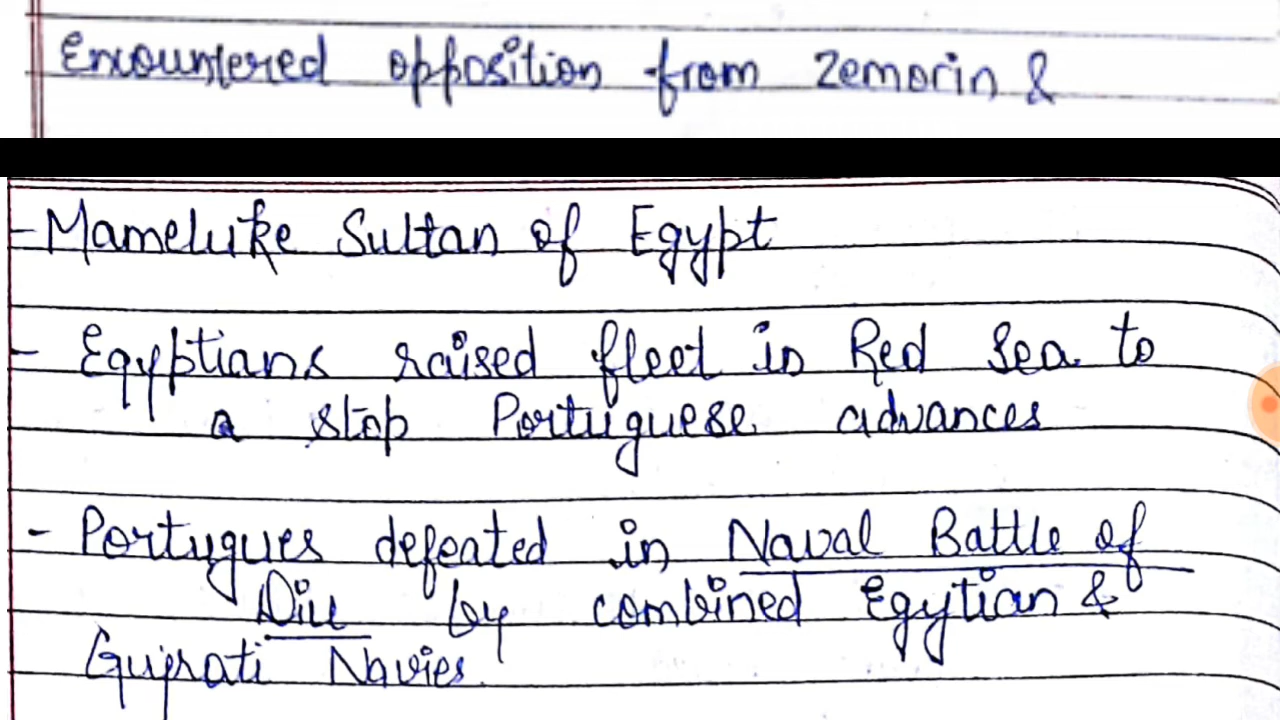 Encountered opposition from Zemorin &
- Mameluke Sultan of Egypt
- Egyptians raised fleet in Red Sea to
a stop Portuguese advances
- Portugues defeated in Naval Battle of
Diu by combined Egytian &
Gujrati Navies.